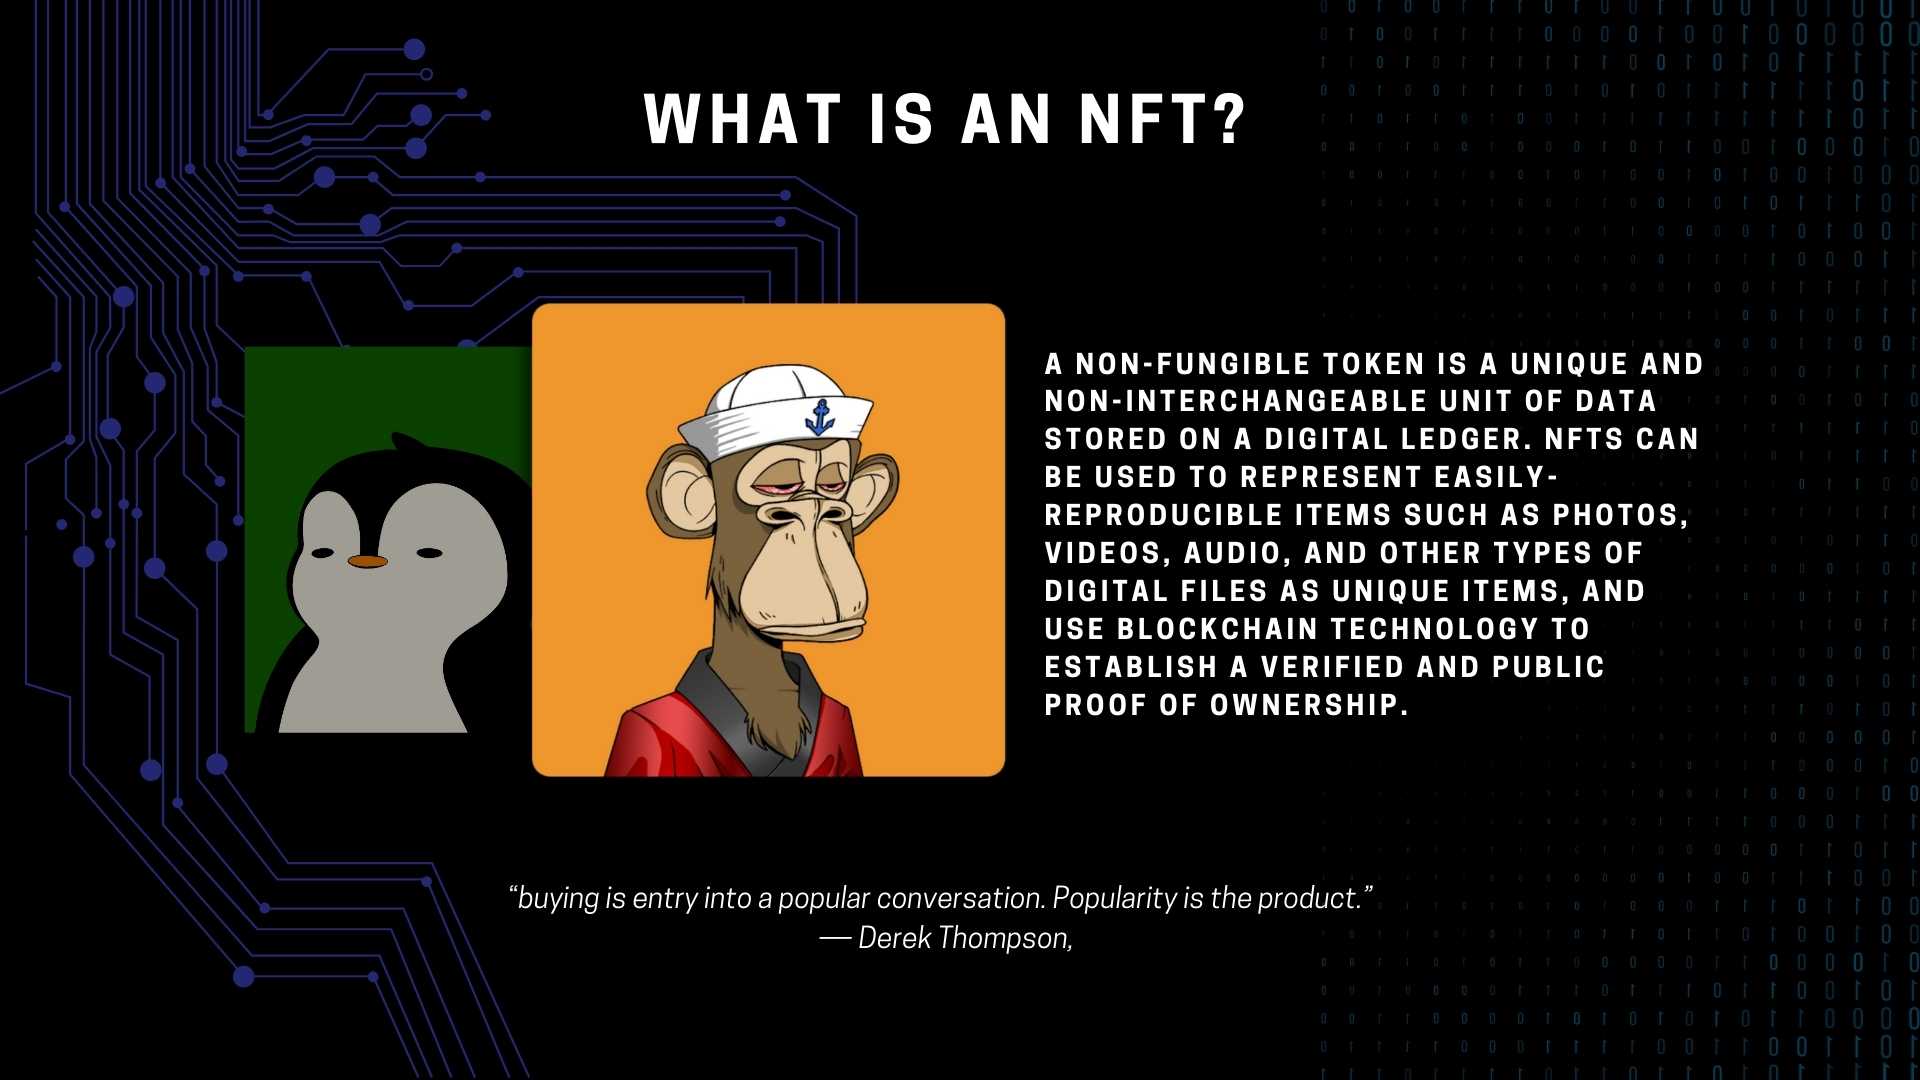 WHAT IS AN NFT?
A NON-FUNGIBLE TOKEN IS A UNIQUE AND
NON-INTERCHANGEABLE UNIT OF DATA
STORED ON A DIGITAL LEDGER. NFTS CAN
BE USED TO REPRESENT EASILY-
REPRODUCIBLE ITEMS SUCH AS PHOTOS,
VIDEOS, AUDIO, AND OTHER TYPES OF
DIGITAL FILES AS UNIQUE ITEMS, AND
USE BLOCKCHAIN TECHNOLOGY TO
ESTABLISH A VERIFIED AND PUBLIC
PROOF OF OWNERSHIP.
“buying is entry into a popular conversation. Popularity is the product.”
— Derek Thompson,